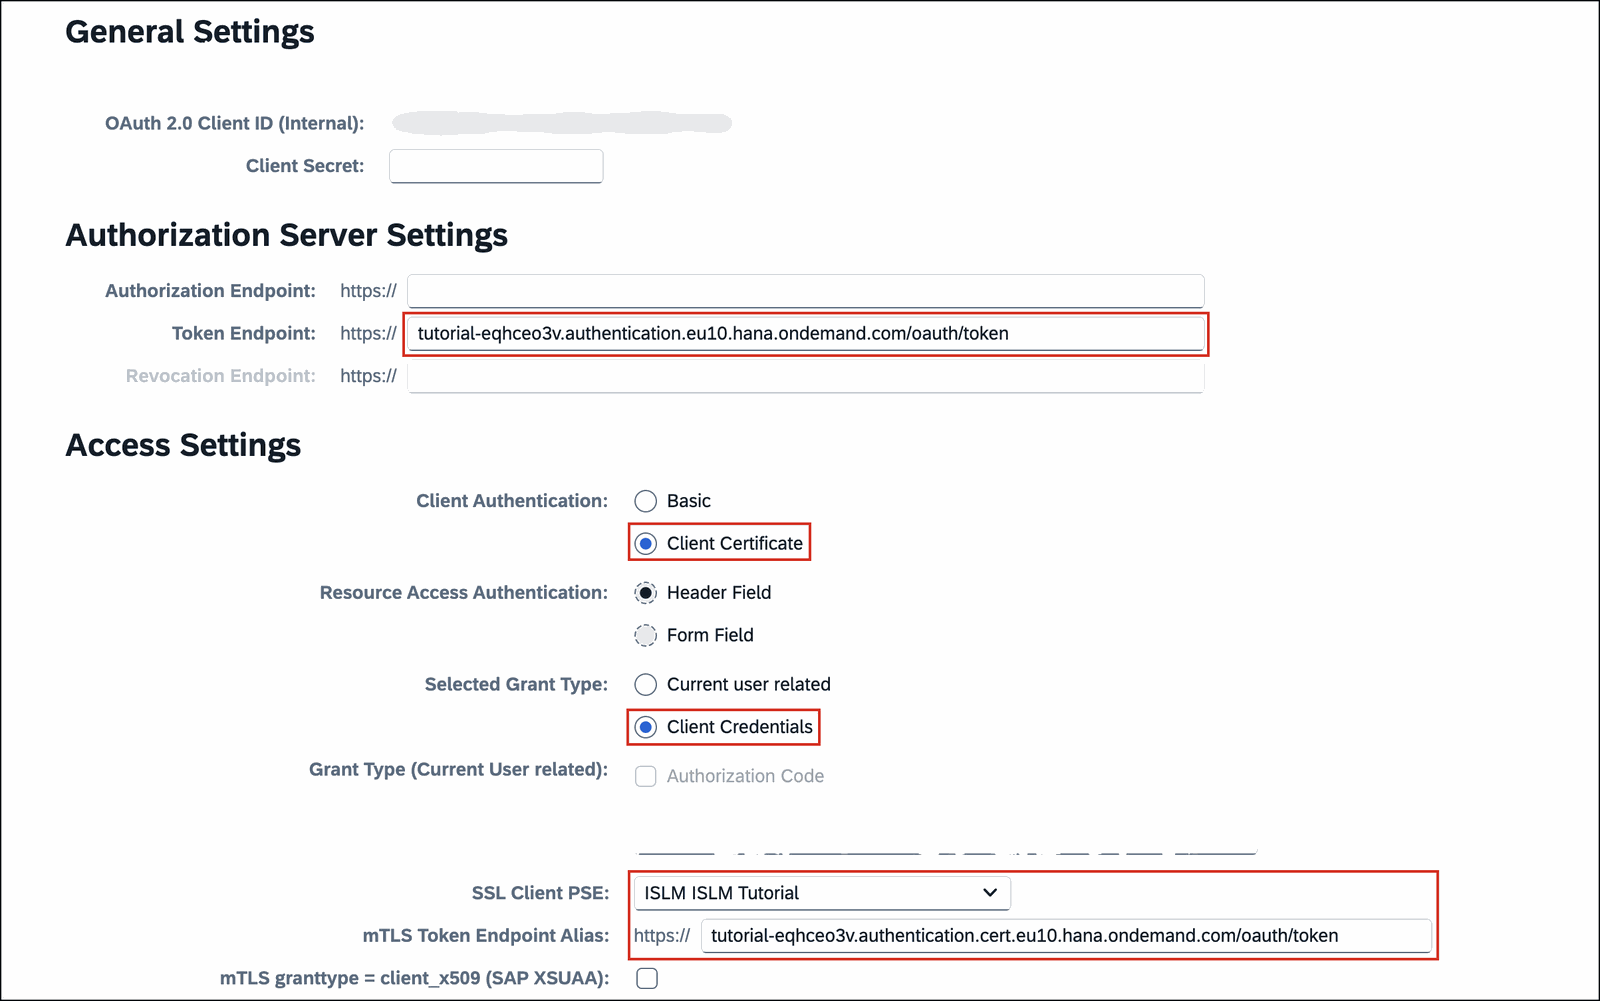 General Settings
OAuth 2.0 Client ID (Internal):
Client Secret:
Authorization Server Settings
Authorization Endpoint: https://
Token Endpoint: https:// tutorial-eqhceo3v.authentication.eu10.hana.ondemand.com/oauth/token
Revocation Endpoint: https://
Access Settings
Client Authentication: Basic
Client Certificate
Resource Access Authentication: Header Field
Form Field
Selected Grant Type: Current user related
Client Credentials
Grant Type (Current User related): Authorization Code
SSL Client PSE: ISLM ISLM Tutorial
mTLS Token Endpoint Alias: https:// tutorial-eqhceo3v.authentication.cert.eu10.hana.ondemand.com/oauth/token
mTLS granttype = client_x509 (SAP XSUAA):